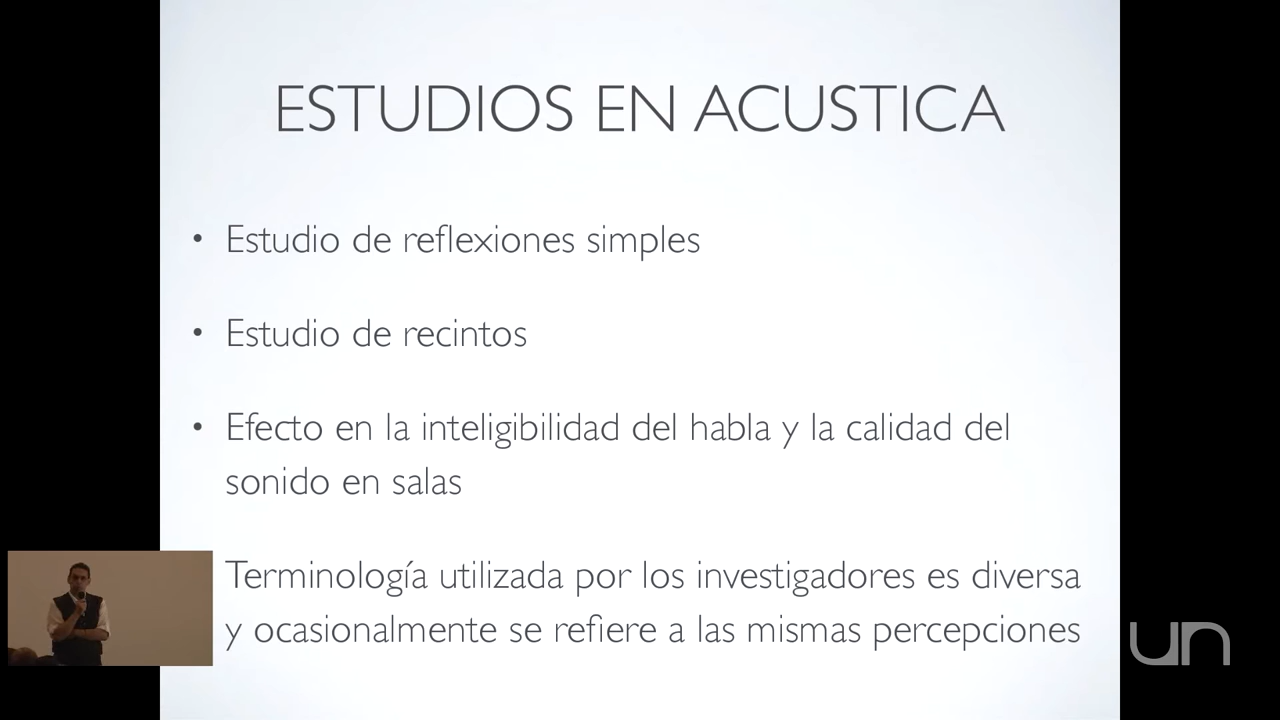 ESTUDIOS EN ACUSTICA
• Estudio de reflexiones simples
• Estudio de recintos
• Efecto en la inteligibilidad del habla y la calidad del
sonido en salas
Terminología utilizada por los investigadores es diversa
y ocasionalmente se refiere a las mismas percepciones
un